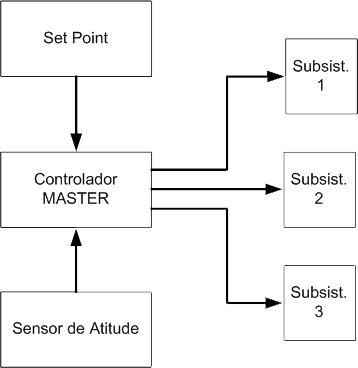 Set Point
Subsist.
1
Controlador
MASTER
Subsist.
2
Subsist.
3
Sensor de Atitude